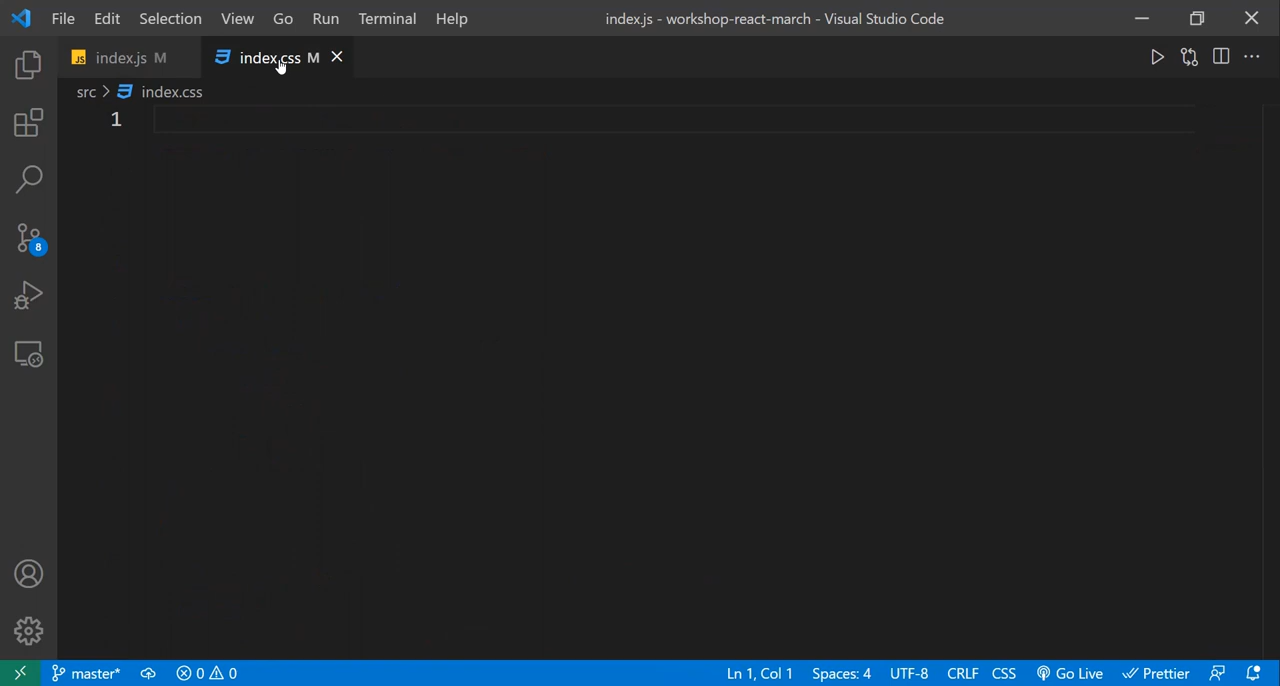 File Edit Selection View Go Run Terminal Help index.js - workshop-react-march - Visual Studio Code
JS index.js M index.css M
src index.css
1
8
master* 0 0 Ln 1, Col 1 Spaces: 4 UTF-8 CRLF CSS Go Live Prettier